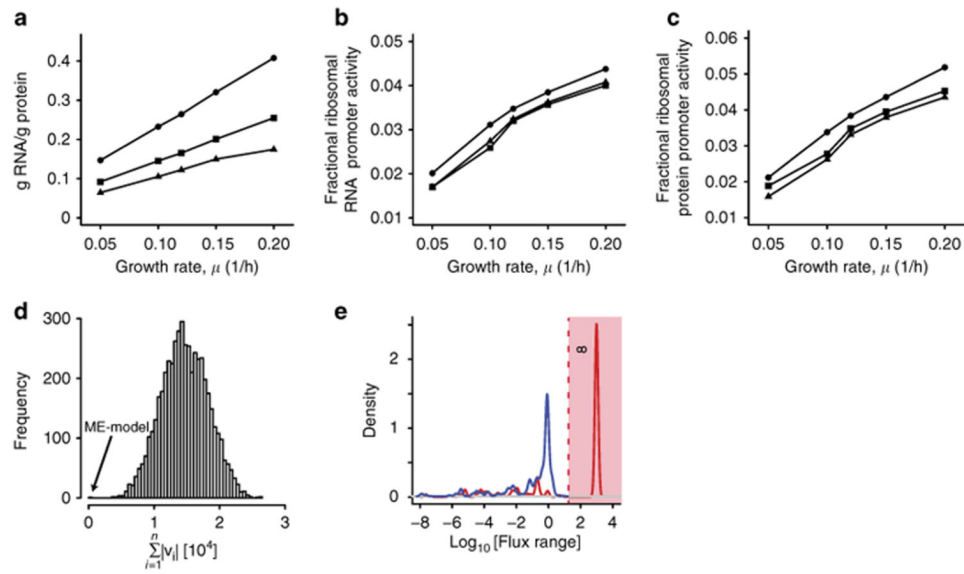 a
g RNA/g protein
0.4
0.3
0.2
0.1
0
0.05 0.10 0.15 0.20
Growth rate, μ (1/h)
b
Fractional ribosomal
RNA promoter activity
0.05
0.04
0.03
0.02
0.01
0.05 0.10 0.15 0.20
Growth rate, μ (1/h)
c
Fractional ribosomal
protein promoter activity
0.06
0.05
0.04
0.03
0.02
0.01
0.05 0.10 0.15 0.20
Growth rate, μ (1/h)
d
Frequency
300
200
100
0
ME-model
0 1 2 3
n
Σ|vᵢ| [10⁴]
i=1
e
Density
2
1
0
∞
−8 −6 −4 −2 0 2 4
Log₁₀ [Flux range]